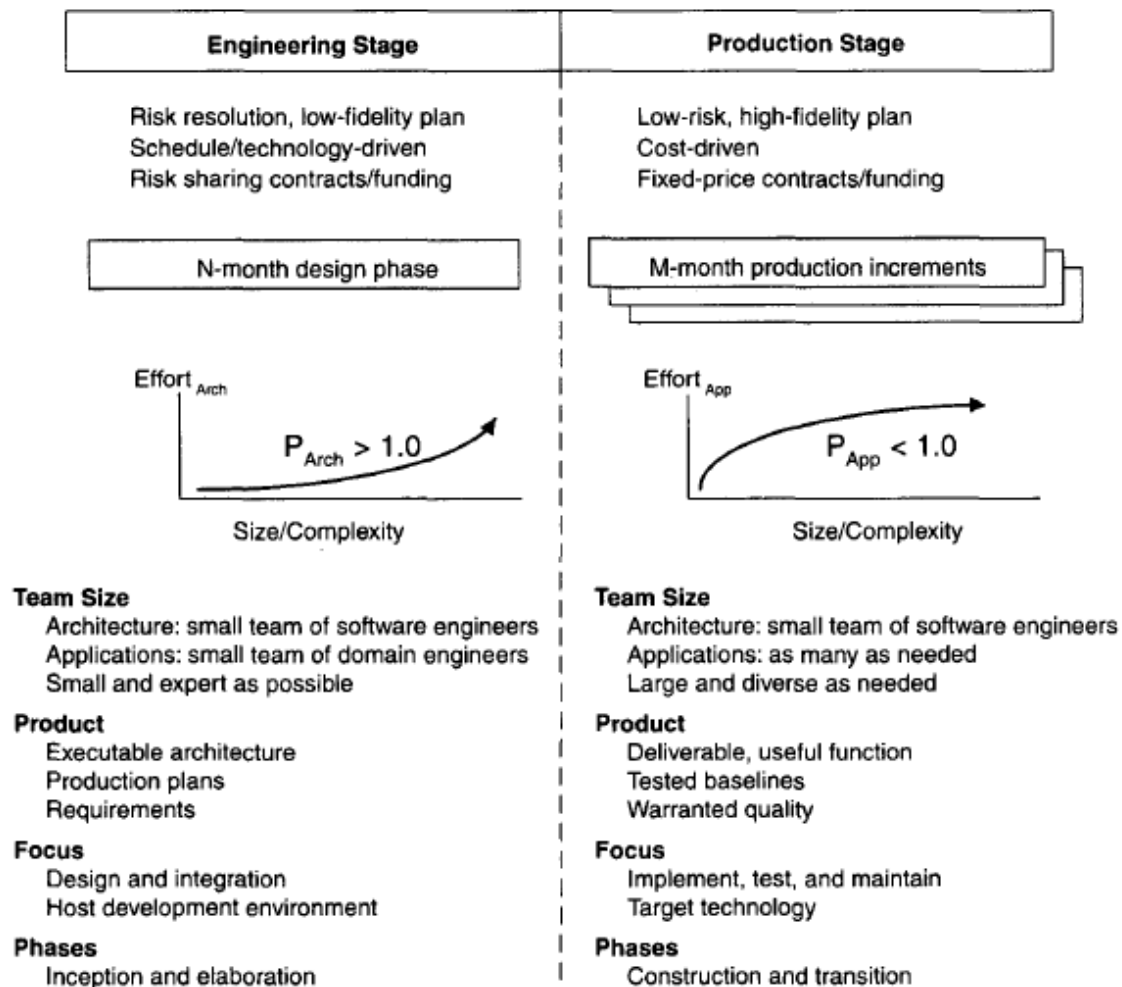 Engineering Stage
Production Stage
Risk resolution, low-fidelity plan
Schedule/technology-driven
Risk sharing contracts/funding
Low-risk, high-fidelity plan
Cost-driven
Fixed-price contracts/funding
N-month design phase
M-month production increments
Effort Arch
P Arch > 1.0
Size/Complexity
Effort App
P App < 1.0
Size/Complexity
Team Size
Architecture: small team of software engineers
Applications: small team of domain engineers
Small and expert as possible
Product
Executable architecture
Production plans
Requirements
Focus
Design and integration
Host development environment
Phases
Inception and elaboration
Team Size
Architecture: small team of software engineers
Applications: as many as needed
Large and diverse as needed
Product
Deliverable, useful function
Tested baselines
Warranted quality
Focus
Implement, test, and maintain
Target technology
Phases
Construction and transition